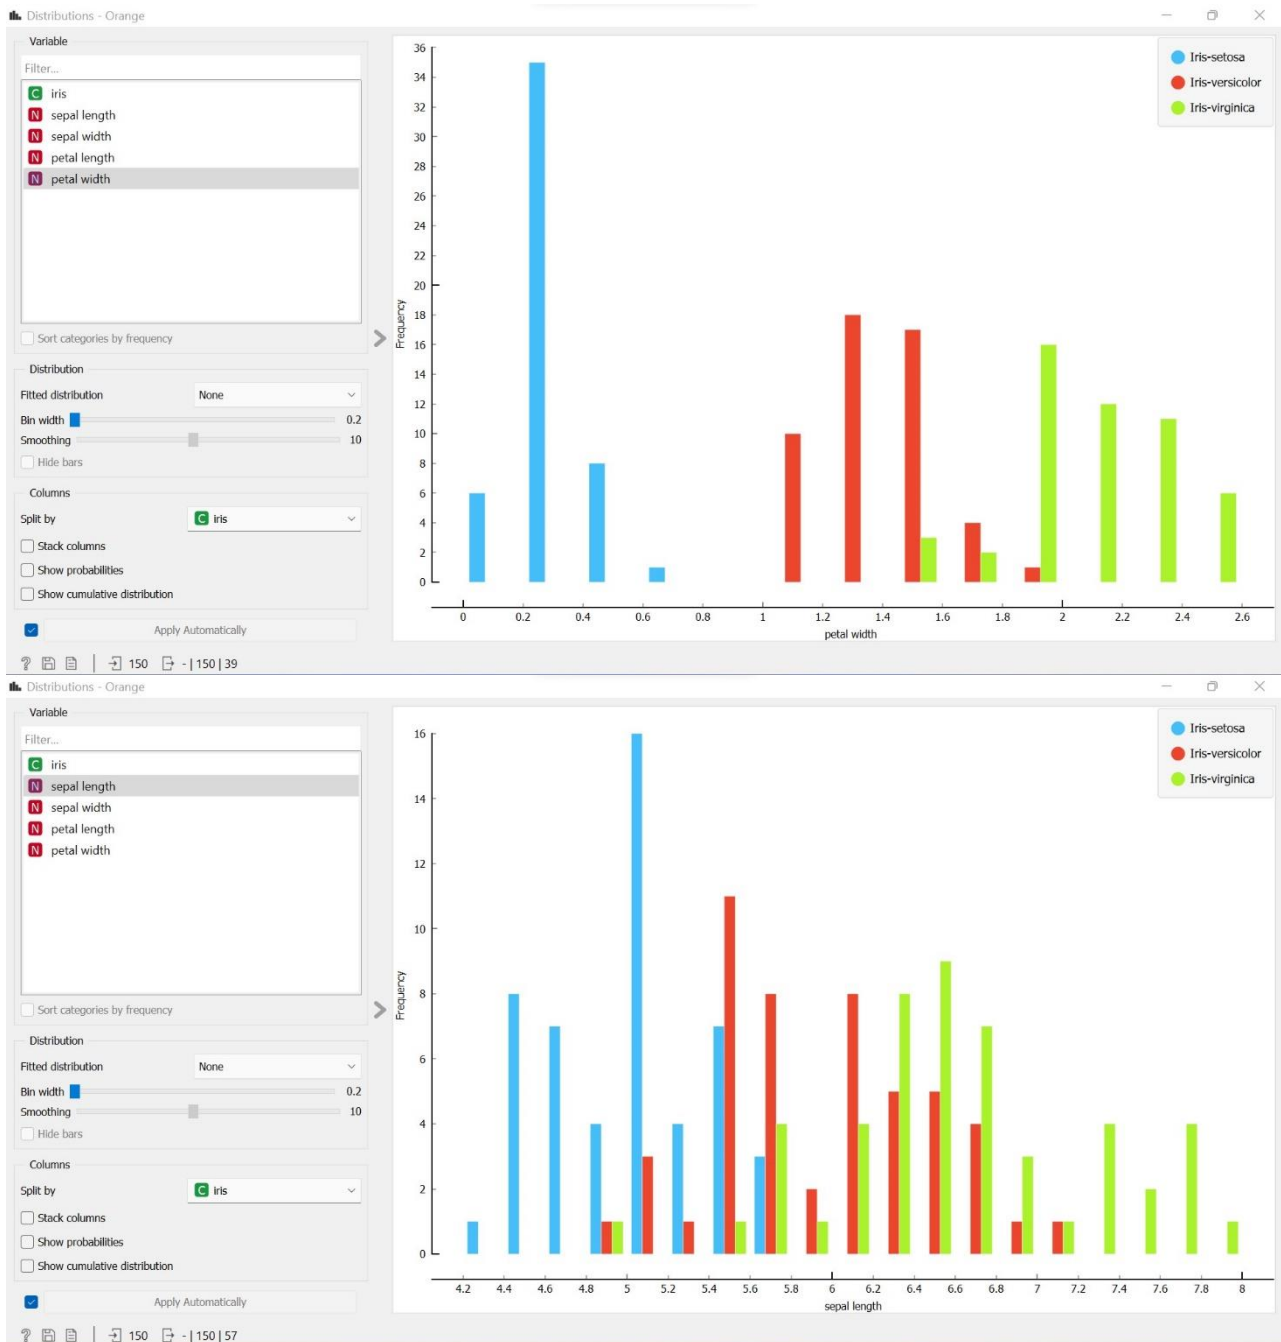 Distributions - Orange
Variable
Filter...
C iris
N sepal length
N sepal width
N petal length
N petal width
Sort categories by frequency
Distribution
Fitted distribution None
Bin width 0.2
Smoothing 10
Hide bars
Columns
Split by C iris
Stack columns
Show probabilities
Show cumulative distribution
Apply Automatically
? 150 - | 150 | 39
Iris-setosa
Iris-versicolor
Iris-virginica
36
34
32
30
28
26
24
22
20
18
16
14
12
10
8
6
4
2
0
Frequency
0 0.2 0.4 0.6 0.8 1 1.2 1.4 1.6 1.8 2 2.2 2.4 2.6
petal width
Distributions - Orange
Variable
Filter...
C iris
N sepal length
N sepal width
N petal length
N petal width
Sort categories by frequency
Distribution
Fitted distribution None
Bin width 0.2
Smoothing 10
Hide bars
Columns
Split by C iris
Stack columns
Show probabilities
Show cumulative distribution
Apply Automatically
? 150 - | 150 | 57
Iris-setosa
Iris-versicolor
Iris-virginica
16
14
12
10
8
6
4
2
0
Frequency
4.2 4.4 4.6 4.8 5 5.2 5.4 5.6 5.8 6 6.2 6.4 6.6 6.8 7 7.2 7.4 7.6 7.8 8
sepal length